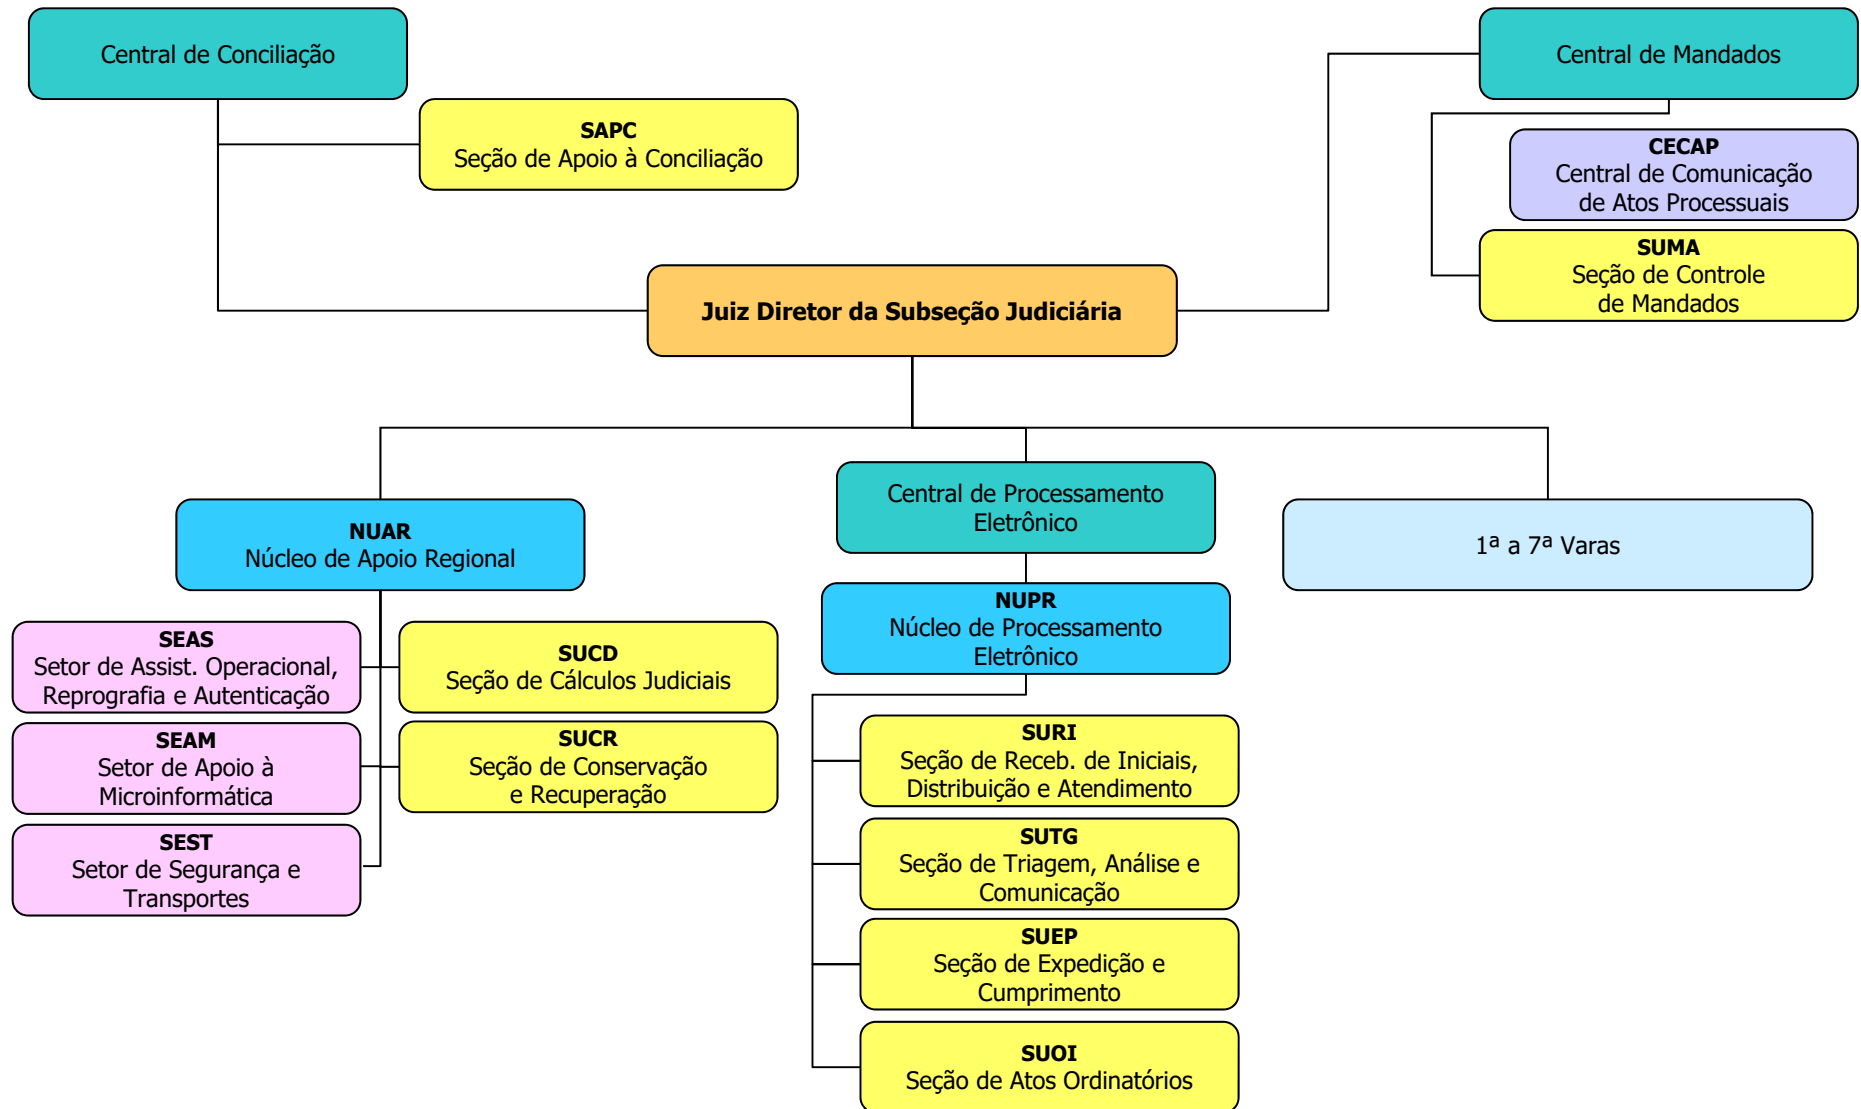 Central de Conciliação
Central de Mandados
SAPC
Seção de Apoio à Conciliação
CECAP
Central de Comunicação
de Atos Processuais
SUMA
Seção de Controle
de Mandados
Juiz Diretor da Subseção Judiciária
Central de Processamento
Eletrônico
NUAR
Núcleo de Apoio Regional
1ª a 7ª Varas
NUPR
Núcleo de Processamento
Eletrônico
SEAS
Setor de Assist. Operacional,
Reprografia e Autenticação
SUCD
Seção de Cálculos Judiciais
SEAM
Setor de Apoio à
Microinformática
SUCR
Seção de Conservação
e Recuperação
SEST
Setor de Segurança e
Transportes
SURI
Seção de Receb. de Iniciais,
Distribuição e Atendimento
SUTG
Seção de Triagem, Análise e
Comunicação
SUEP
Seção de Expedição e
Cumprimento
SUOI
Seção de Atos Ordinatórios